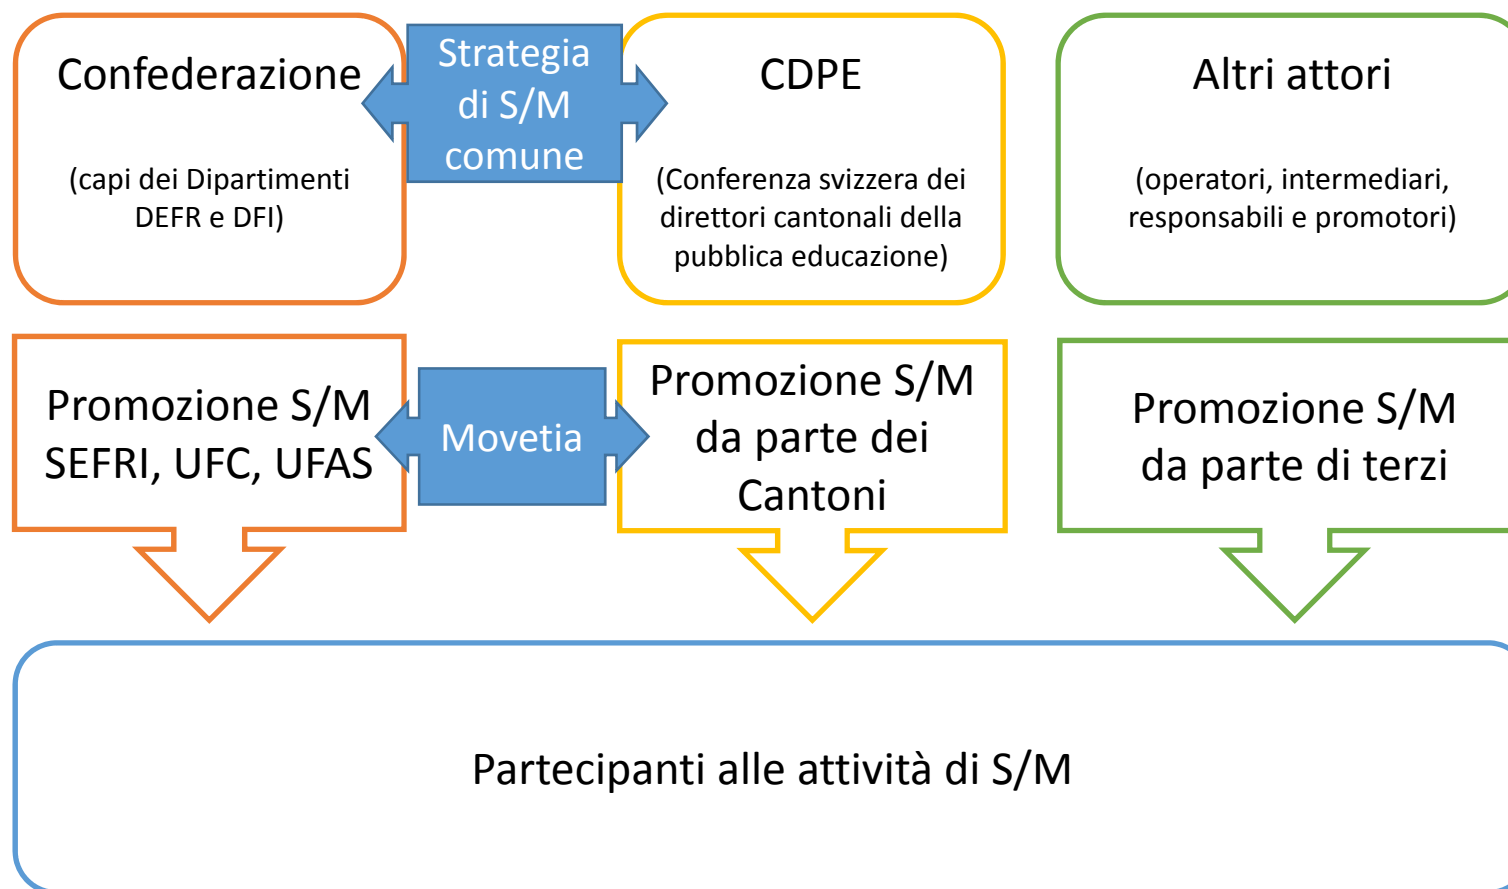 Confederazione
(capi dei Dipartimenti
DEFR e DFI)
Strategia
di S/M
comune
CDPE
(Conferenza svizzera dei
direttori cantonali della
pubblica educazione)
Altri attori
(operatori, intermediari,
responsabili e promotori)
Promozione S/M
SEFRI, UFC, UFAS
Movetia
Promozione S/M
da parte dei
Cantoni
Promozione S/M
da parte di terzi
Partecipanti alle attività di S/M